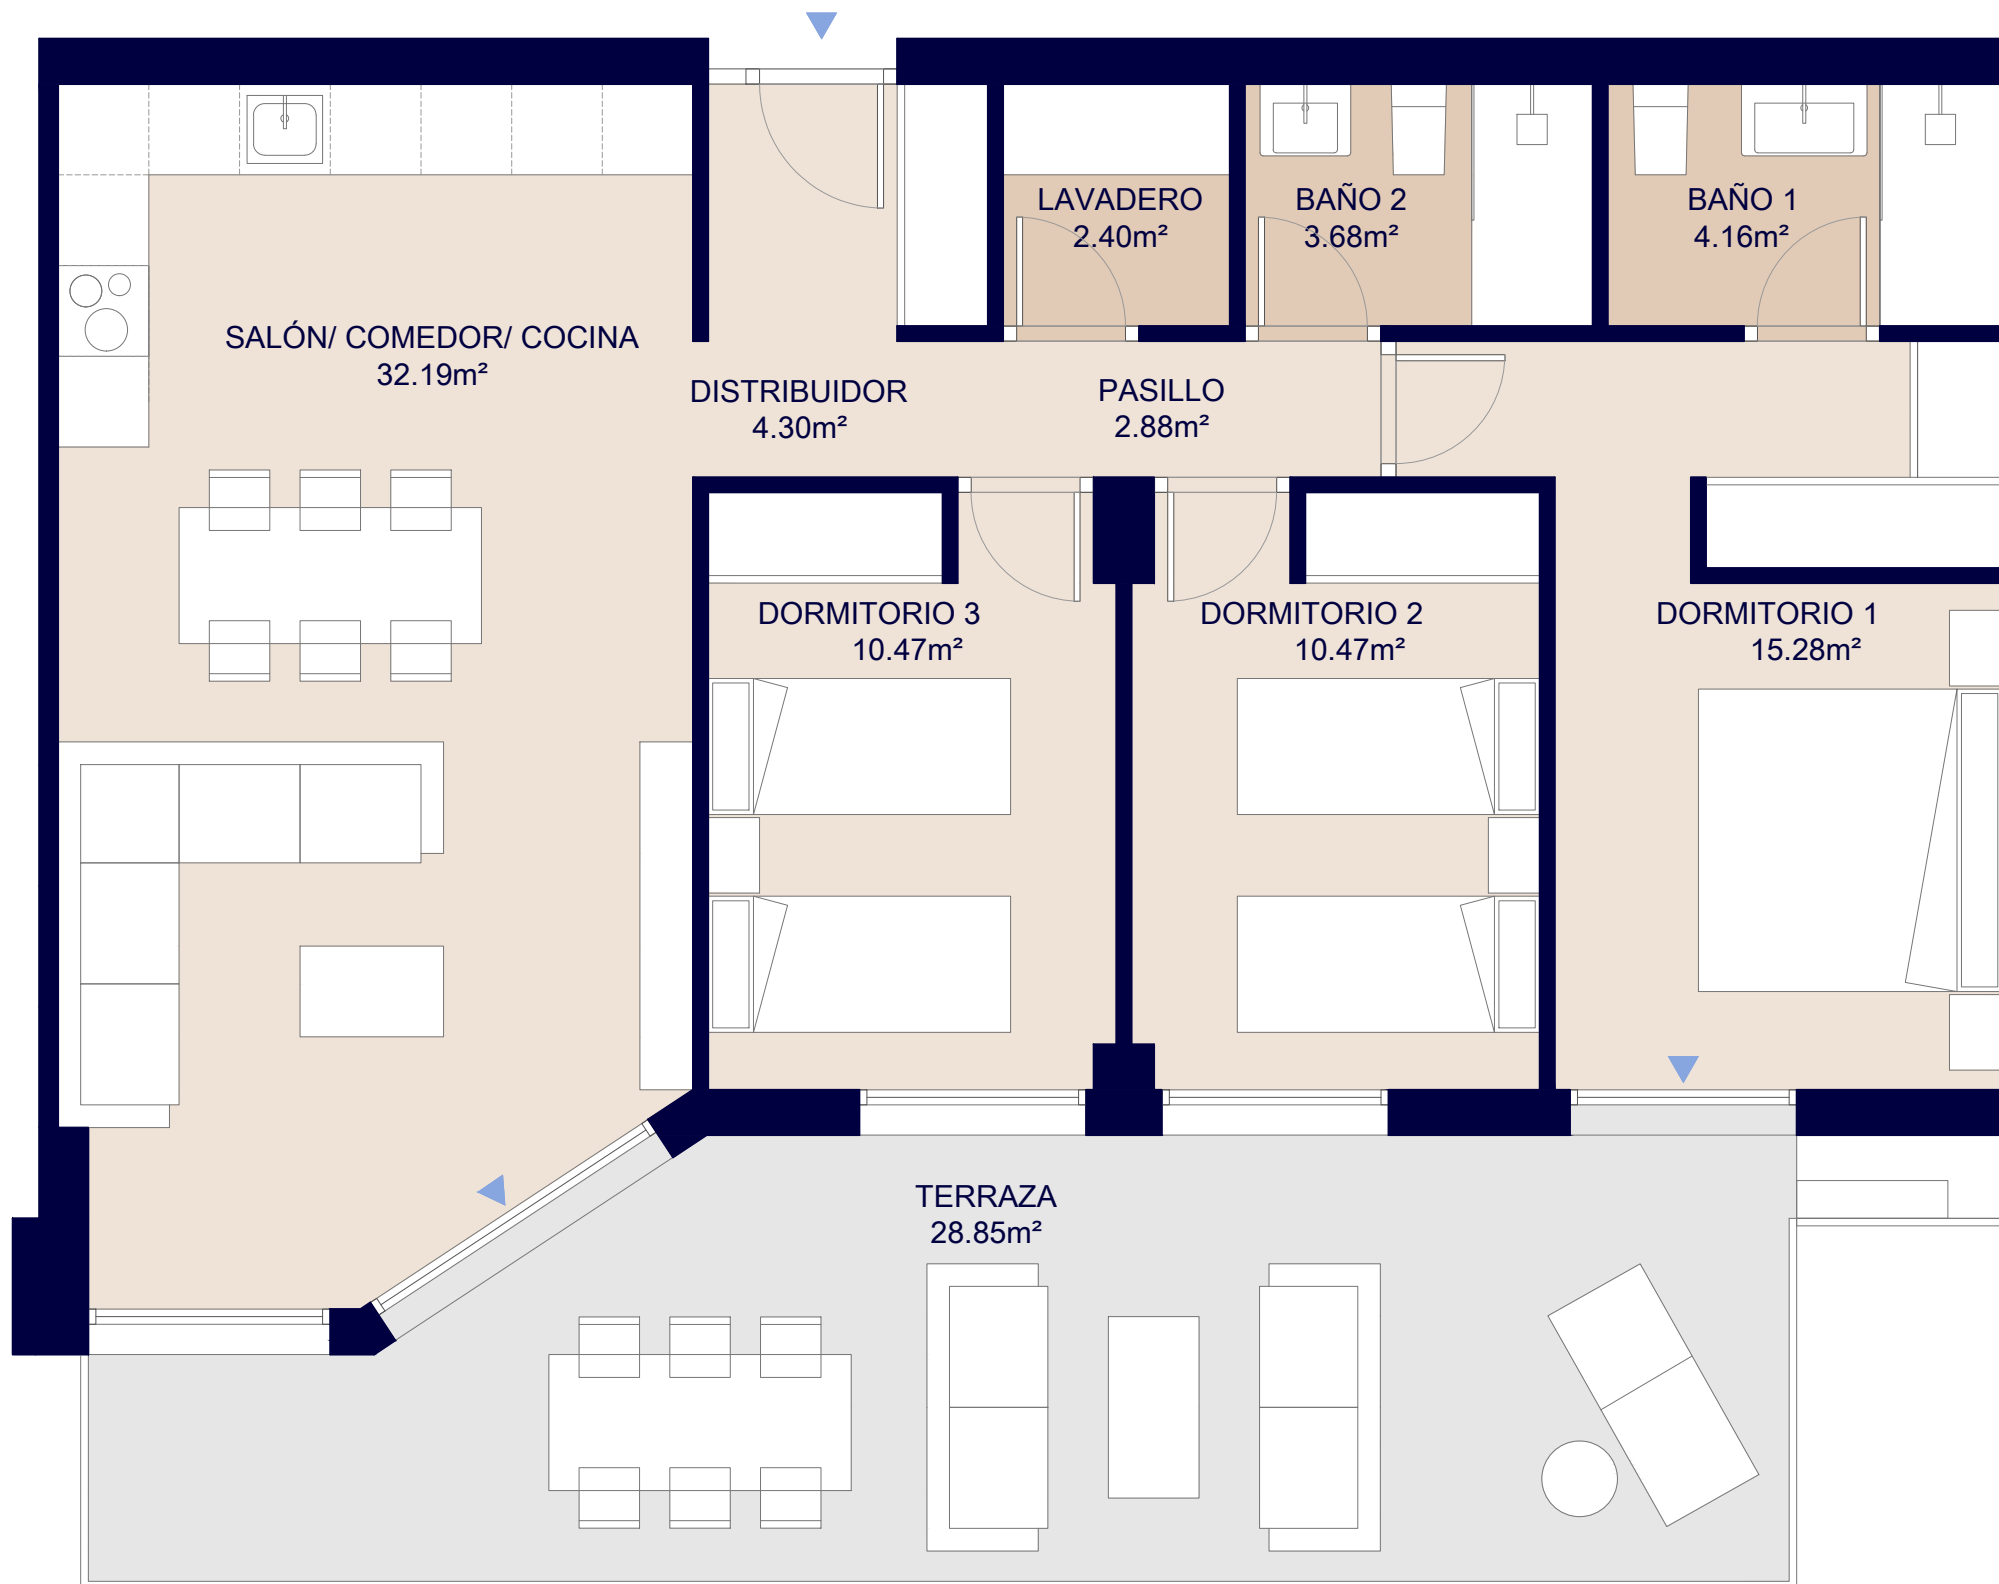 LAVADERO
2.40m²
BAÑO 2
3.68m²
BAÑO 1
4.16m²
SALÓN/ COMEDOR/ COCINA
32.19m²
DISTRIBUIDOR
4.30m²
PASILLO
2.88m²
DORMITORIO 3
10.47m²
DORMITORIO 2
10.47m²
DORMITORIO 1
15.28m²
TERRAZA
28.85m²